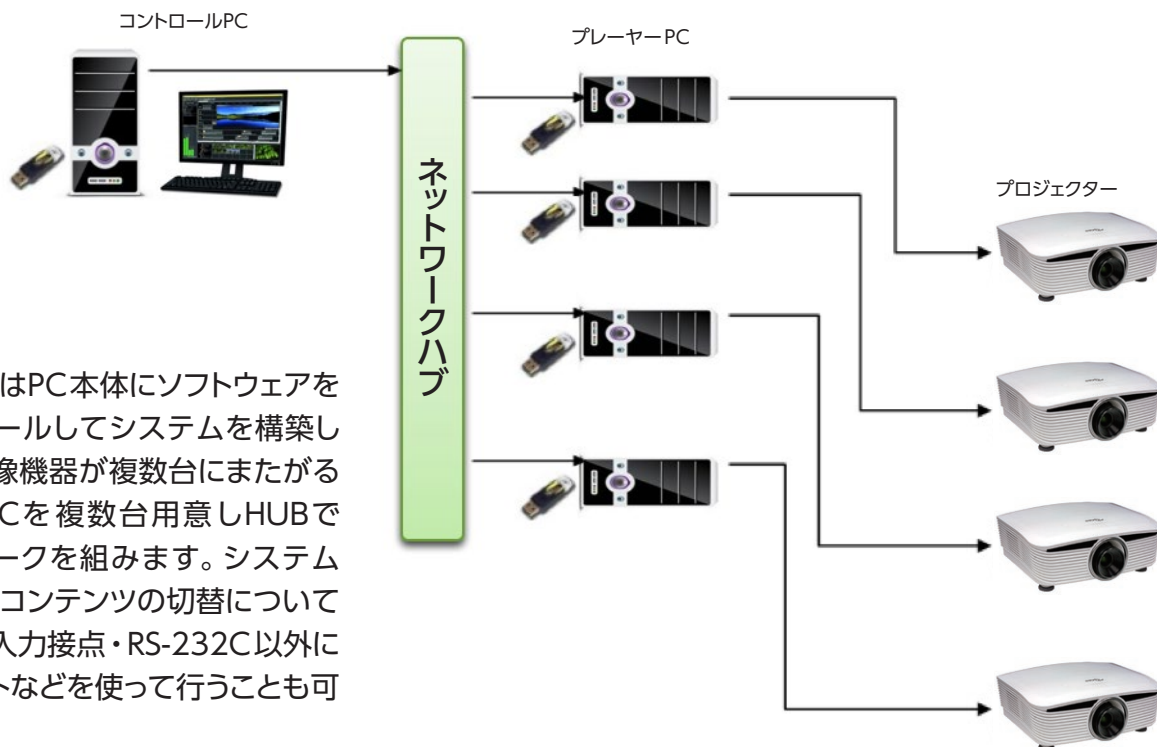 コントロールPC
プレーヤーPC
ネットワークハブ
プロジェクター
はPC本体にソフトウェアを
ールしてシステムを構築し
像機器が複数台にまたがる
Cを複数台用意しHUBで
ークを組みます。システム
コンテンツの切替について
入力接点・RS-232C以外に
トなどを使って行うことも可